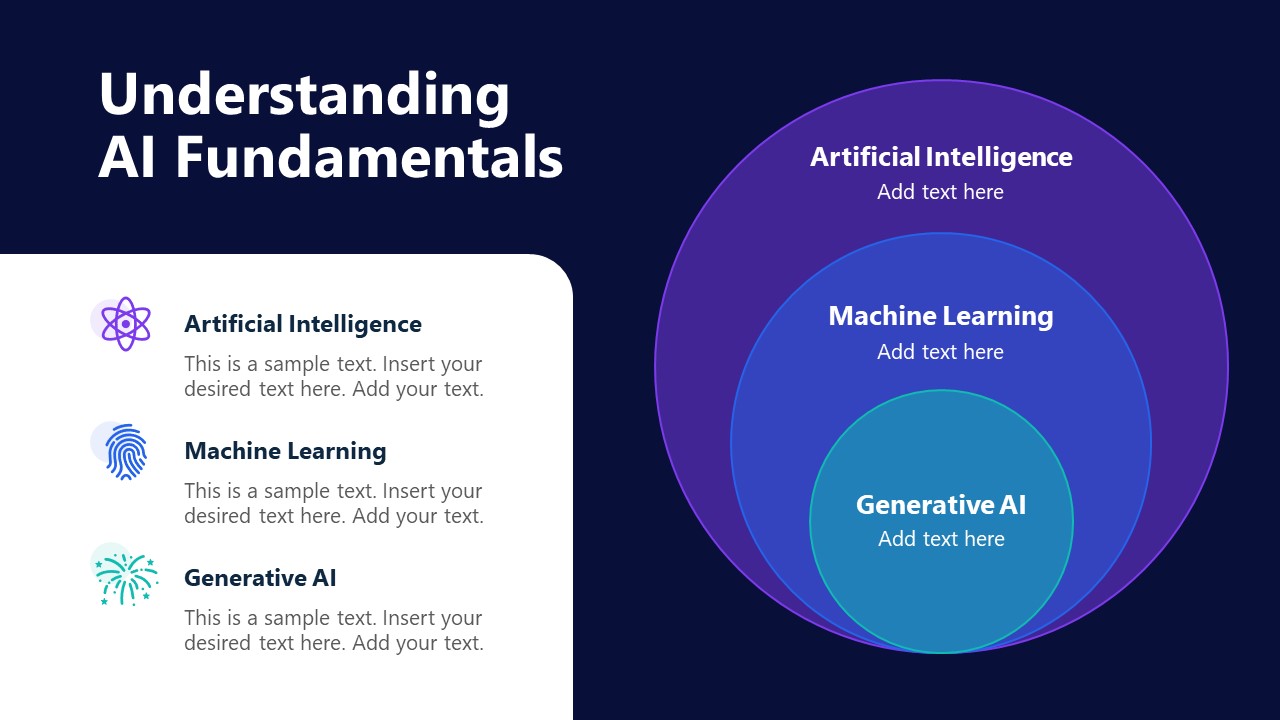 Understanding
AI Fundamentals
Artificial Intelligence
This is a sample text. Insert your
desired text here. Add your text.
Machine Learning
This is a sample text. Insert your
desired text here. Add your text.
Generative AI
This is a sample text. Insert your
desired text here. Add your text.
Artificial Intelligence
Add text here
Machine Learning
Add text here
Generative AI
Add text here